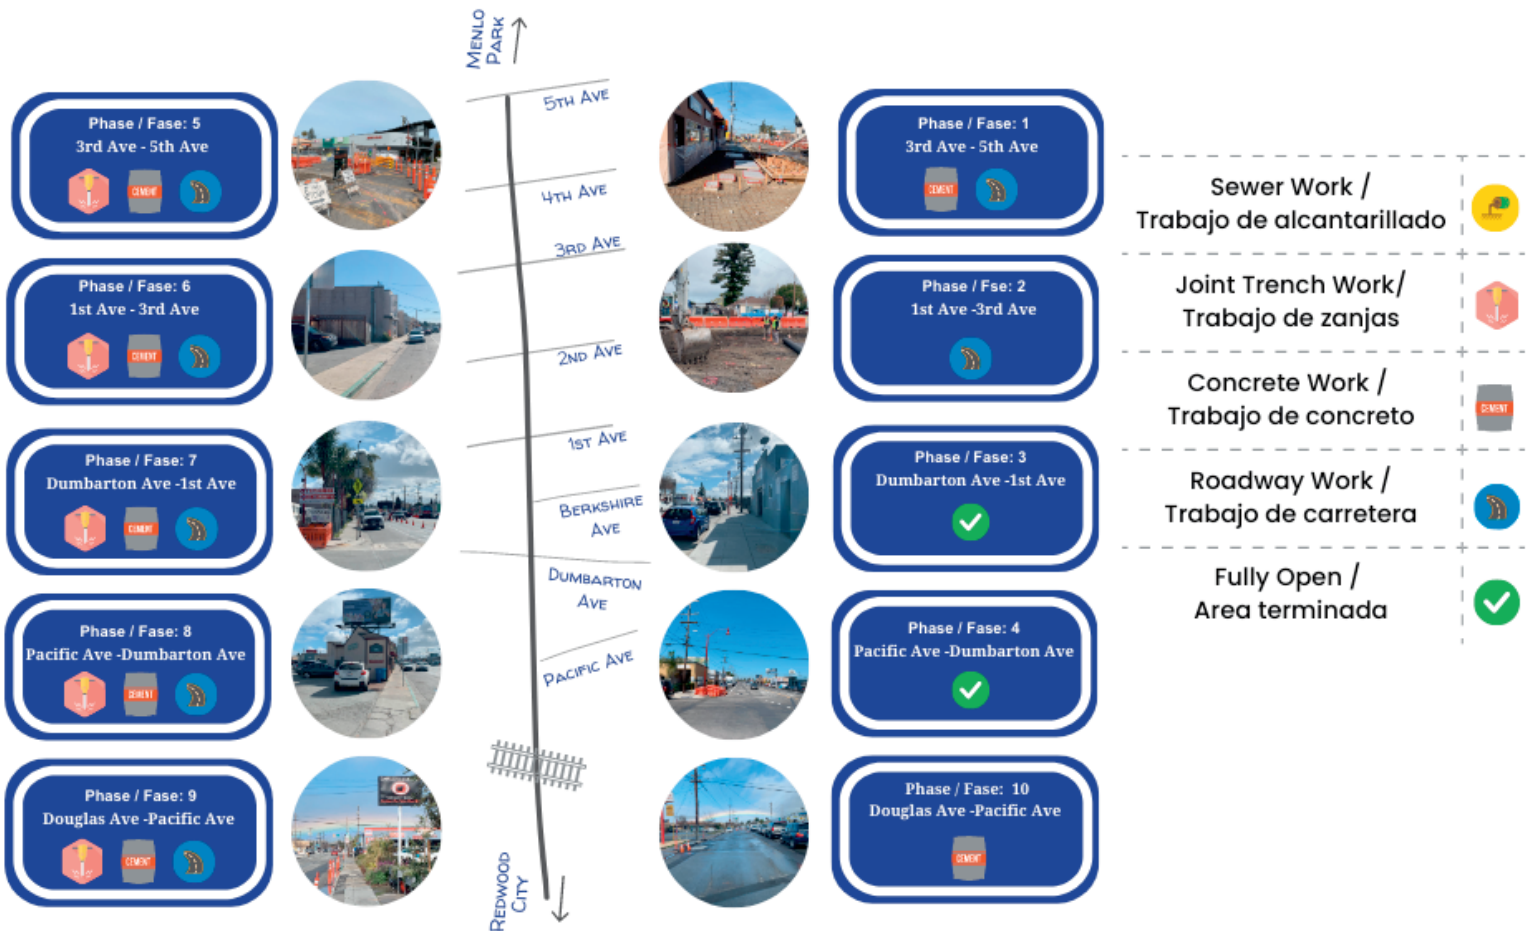 MENLO
PARK
5TH AVE
4TH AVE
3RD AVE
2ND AVE
1ST AVE
BERKSHIRE
AVE
DUMBARTON
AVE
PACIFIC AVE
REDWOOD
CITY
Phase / Fase: 5
3rd Ave - 5th Ave
CEMENT
Phase / Fase: 6
1st Ave - 3rd Ave
CEMENT
Phase / Fase: 7
Dumbarton Ave -1st Ave
CEMENT
Phase / Fase: 8
Pacific Ave -Dumbarton Ave
CEMENT
Phase / Fase: 9
Douglas Ave -Pacific Ave
CEMENT
Phase / Fase: 1
3rd Ave - 5th Ave
CEMENT
Phase / Fse: 2
1st Ave -3rd Ave
Phase / Fase: 3
Dumbarton Ave -1st Ave
Phase / Fase: 4
Pacific Ave -Dumbarton Ave
Phase / Fase: 10
Douglas Ave -Pacific Ave
CEMENT
Sewer Work /
Trabajo de alcantarillado
Joint Trench Work/
Trabajo de zanjas
Concrete Work /
Trabajo de concreto
CEMENT
Roadway Work /
Trabajo de carretera
Fully Open /
Area terminada